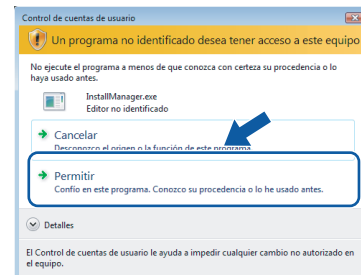 Control de cuentas de usuario
Un programa no identificado desea tener acceso a este equipo
No ejecute el programa a menos que conozca con certeza su procedencia o lo
haya usado antes.
InstallManager.exe
Editor no identificado
Cancelar
Desconozco el origen o la función de este programa.
Permitir
Confío en este programa. Conozco su procedencia o lo he usado antes.
Detalles
El Control de cuentas de usuario le ayuda a impedir cualquier cambio no autorizado en
el equipo.